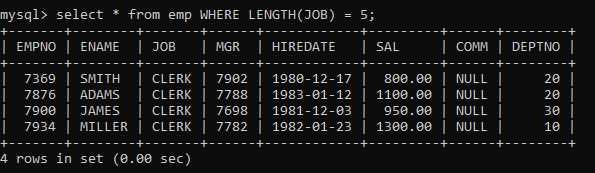 mysql> select * from emp WHERE LENGTH(JOB) = 5;
+-------+--------+-------+------+------------+---------+------+--------+
| EMPNO | ENAME  | JOB   | MGR  | HIREDATE   | SAL     | COMM | DEPTNO |
+-------+--------+-------+------+------------+---------+------+--------+
|  7369 | SMITH  | CLERK | 7902 | 1980-12-17 |  800.00 | NULL |     20 |
|  7876 | ADAMS  | CLERK | 7788 | 1983-01-12 | 1100.00 | NULL |     20 |
|  7900 | JAMES  | CLERK | 7698 | 1981-12-03 |  950.00 | NULL |     30 |
|  7934 | MILLER | CLERK | 7782 | 1982-01-23 | 1300.00 | NULL |     10 |
+-------+--------+-------+------+------------+---------+------+--------+
4 rows in set (0.00 sec)